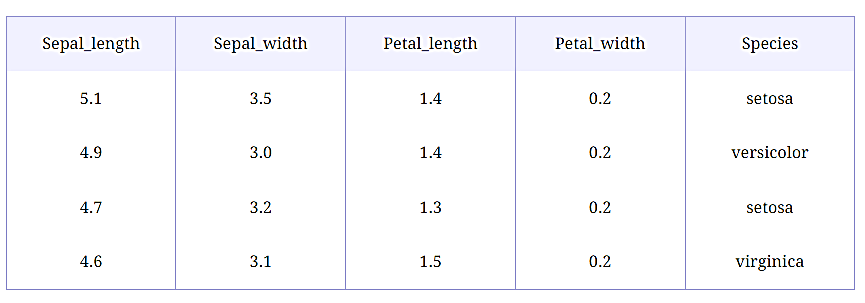 Sepal_length Sepal_width Petal_length Petal_width Species
5.1 3.5 1.4 0.2 setosa
4.9 3.0 1.4 0.2 versicolor
4.7 3.2 1.3 0.2 setosa
4.6 3.1 1.5 0.2 virginica